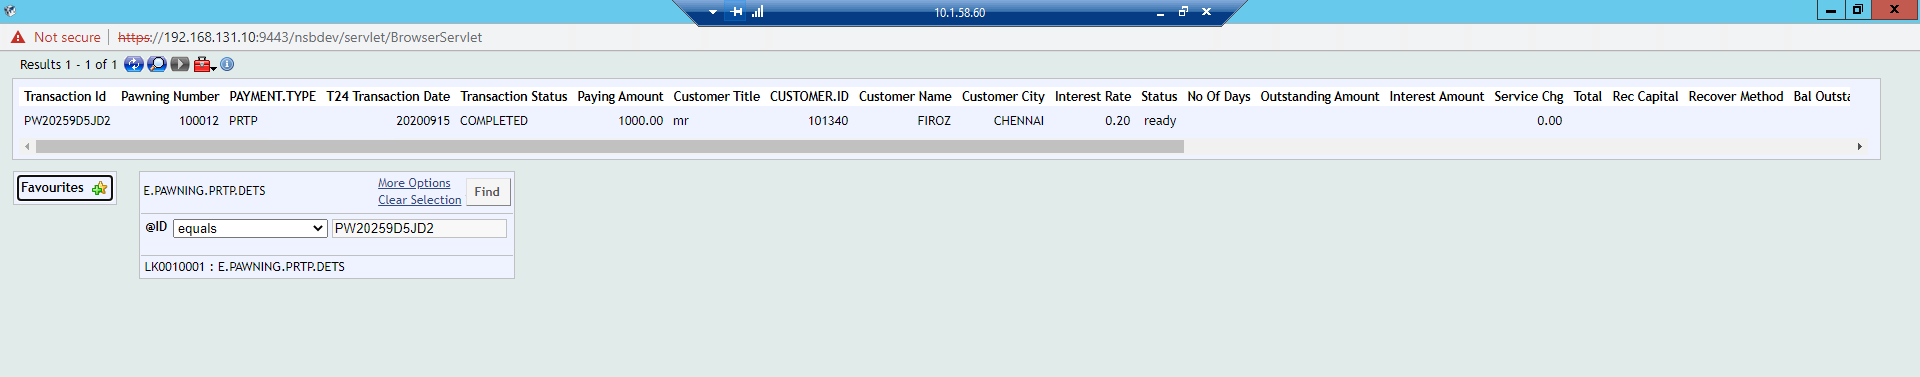 10.1.58.60
Not secure https://192.168.131.10:9443/nsbdev/servlet/BrowserServlet
Results 1 - 1 of 1
Transaction Id Pawning Number PAYMENT.TYPE T24 Transaction Date Transaction Status Paying Amount Customer Title CUSTOMER.ID Customer Name Customer City Interest Rate Status No Of Days Outstanding Amount Interest Amount Service Chg Total Rec Capital Recover Method Bal Outsta
PW20259D5JD2 100012 PRTP 20200915 COMPLETED 1000.00 mr 101340 FIROZ CHENNAI 0.20 ready 0.00
Favourites
E.PAWNING.PRTP.DETS
More Options
Clear Selection
Find
@ID equals PW20259D5JD2
LK0010001 : E.PAWNING.PRTP.DETS